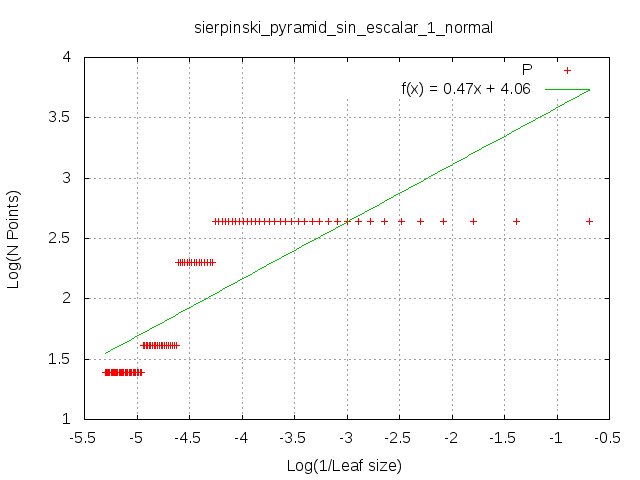 sierpinski_pyramid_sin_escalar_1_normal
4
3.5
3
2.5
2
1.5
1
Log(N Points)
P
f(x) = 0.47x + 4.06
-5.5 -5 -4.5 -4 -3.5 -3 -2.5 -2 -1.5 -1 -0.5
Log(1/Leaf size)